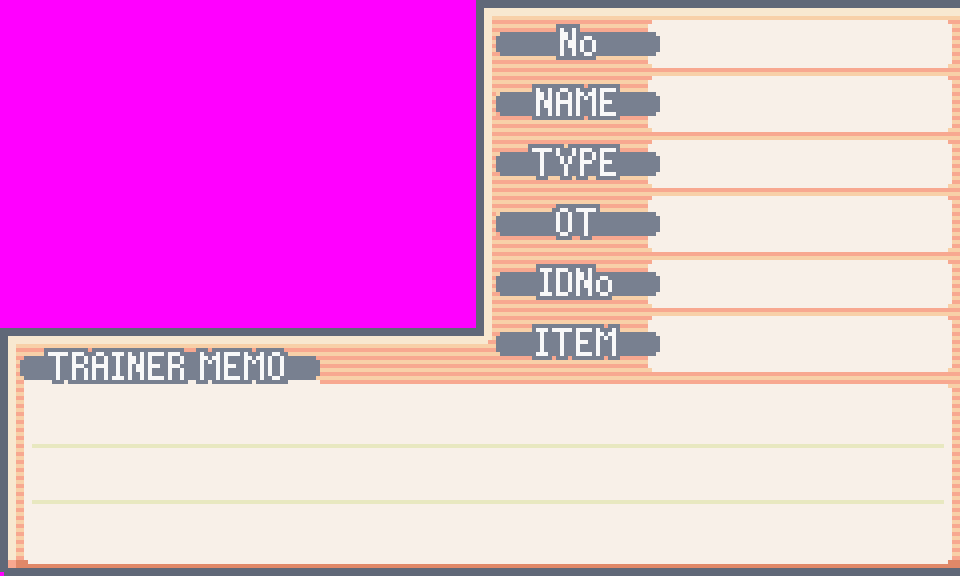 No
NAME
TYPE
OT
IDNo
ITEM
TRAINER MEMO